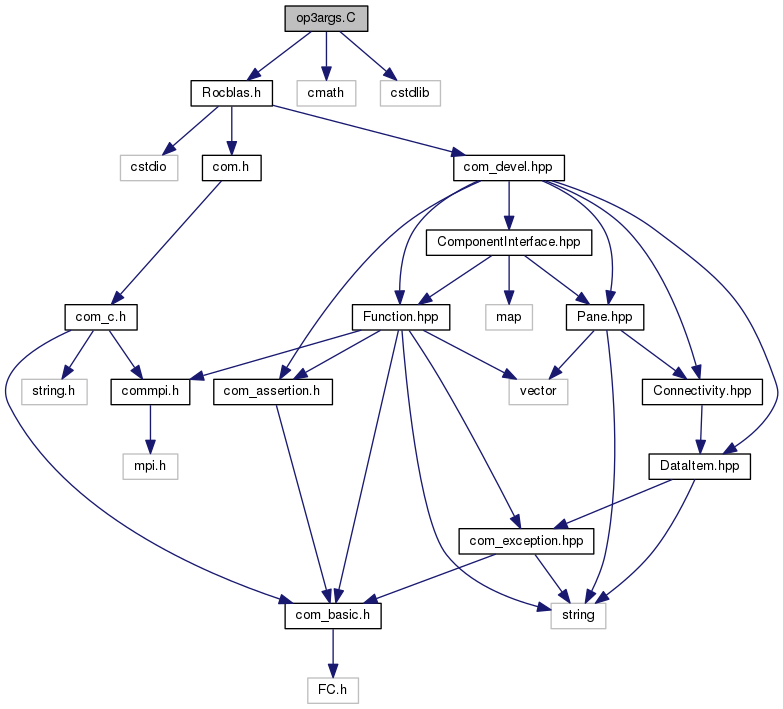 op3args.C
Rocblas.h
cmath
cstdlib
cstdio
com.h
com_devel.hpp
ComponentInterface.hpp
com_c.h
Function.hpp
map
Pane.hpp
string.h
commpi.h
com_assertion.h
vector
Connectivity.hpp
mpi.h
DataItem.hpp
com_exception.hpp
com_basic.h
string
FC.h